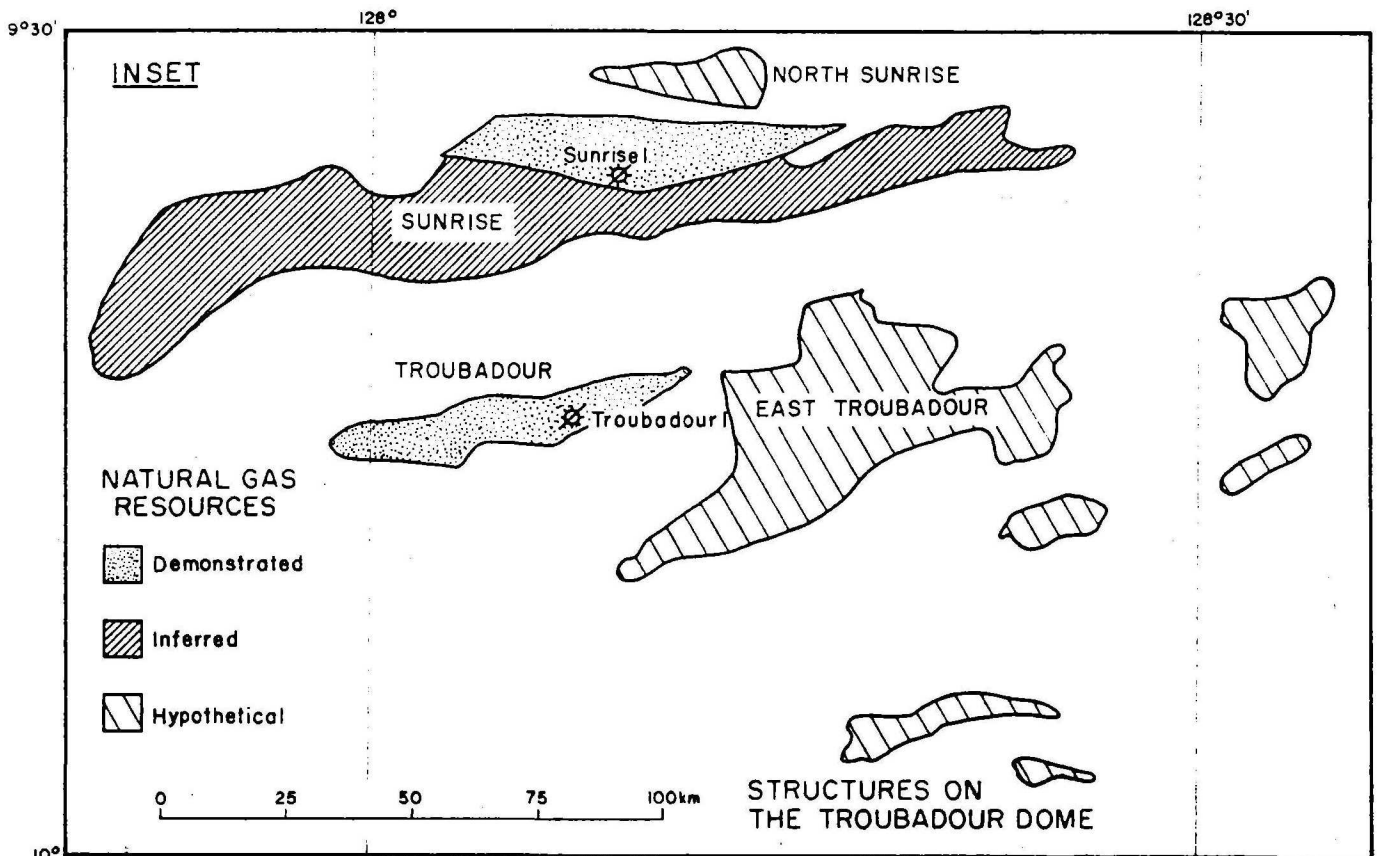 9°30'
128°
128°30'
INSET
NORTH SUNRISE
Sunrise 1
SUNRISE
TROUBADOUR
Troubadour 1
EAST TROUBADOUR
NATURAL GAS
RESOURCES
Demonstrated
Inferred
Hypothetical
0 25 50 75 100km
STRUCTURES ON
THE TROUBADOUR DOME
10°